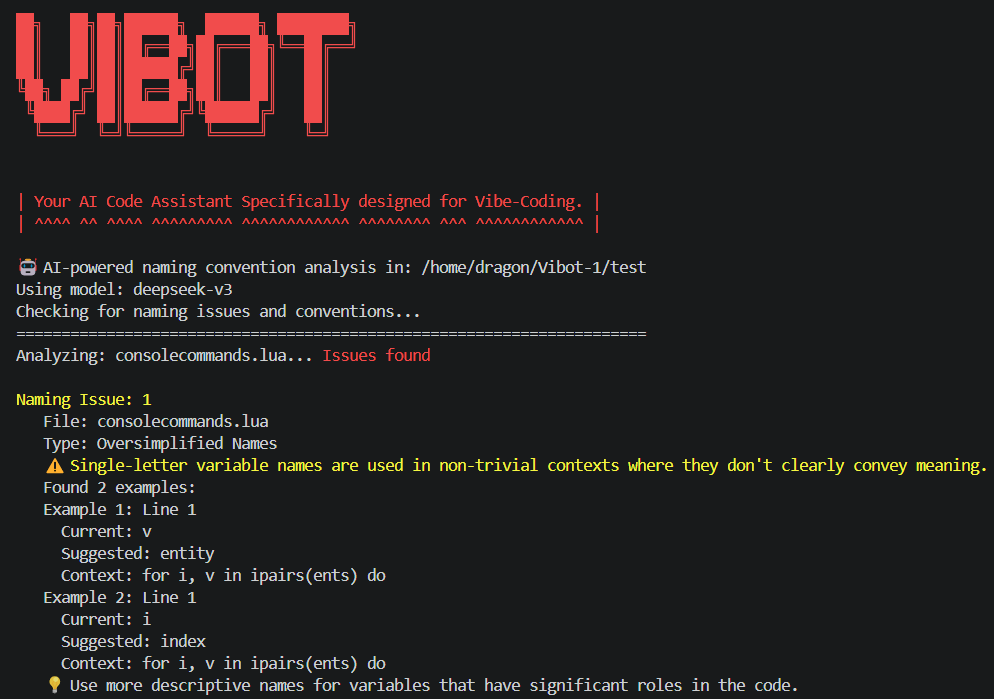 VIBOT
| Your AI Code Assistant Specifically designed for Vibe-Coding. |
| ^^^^ ^^ ^^^^ ^^^^^^^^^ ^^^^^^^^^^^^ ^^^^^^^^ ^^^ ^^^^^^^^^^^^ |
🤖 AI-powered naming convention analysis in: /home/dragon/Vibot-1/test
Using model: deepseek-v3
Checking for naming issues and conventions...
======================================================================
Analyzing: consolecommands.lua... Issues found
Naming Issue: 1
File: consolecommands.lua
Type: Oversimplified Names
⚠️ Single-letter variable names are used in non-trivial contexts where they don't clearly convey meaning.
Found 2 examples:
Example 1: Line 1
Current: v
Suggested: entity
Context: for i, v in ipairs(ents) do
Example 2: Line 1
Current: i
Suggested: index
Context: for i, v in ipairs(ents) do
💡 Use more descriptive names for variables that have significant roles in the code.